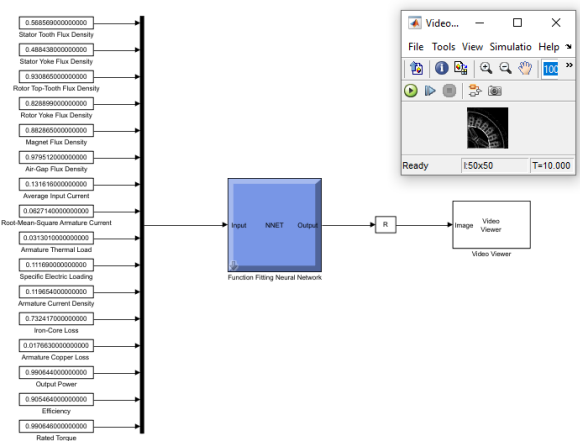 0.568569000000000
Stator Tooth Flux Density
0.488438000000000
Stator Yoke Flux Density
0.930865000000000
Rotor Top-Tooth Flux Density
0.828899000000000
Rotor Yoke Flux Density
0.882865000000000
Magnet Flux Density
0.979512000000000
Air-Gap Flux Density
0.131616000000000
Average Input Current
0.0627140000000000
Root-Mean-Square Armature Current
0.0313010000000000
Armature Thermal Load
0.111690000000000
Specific Electric Loading
0.119654000000000
Armature Current Density
0.732417000000000
Iron-Core Loss
0.0176630000000000
Armature Copper Loss
0.990644000000000
Output Power
0.905464000000000
Efficiency
0.990646000000000
Rated Torque
Input NNET Output
Function Fitting Neural Network
R
Image Video Viewer
Video Viewer
Video...
File Tools View Simulatio Help
100
Ready I:50x50 T=10.000